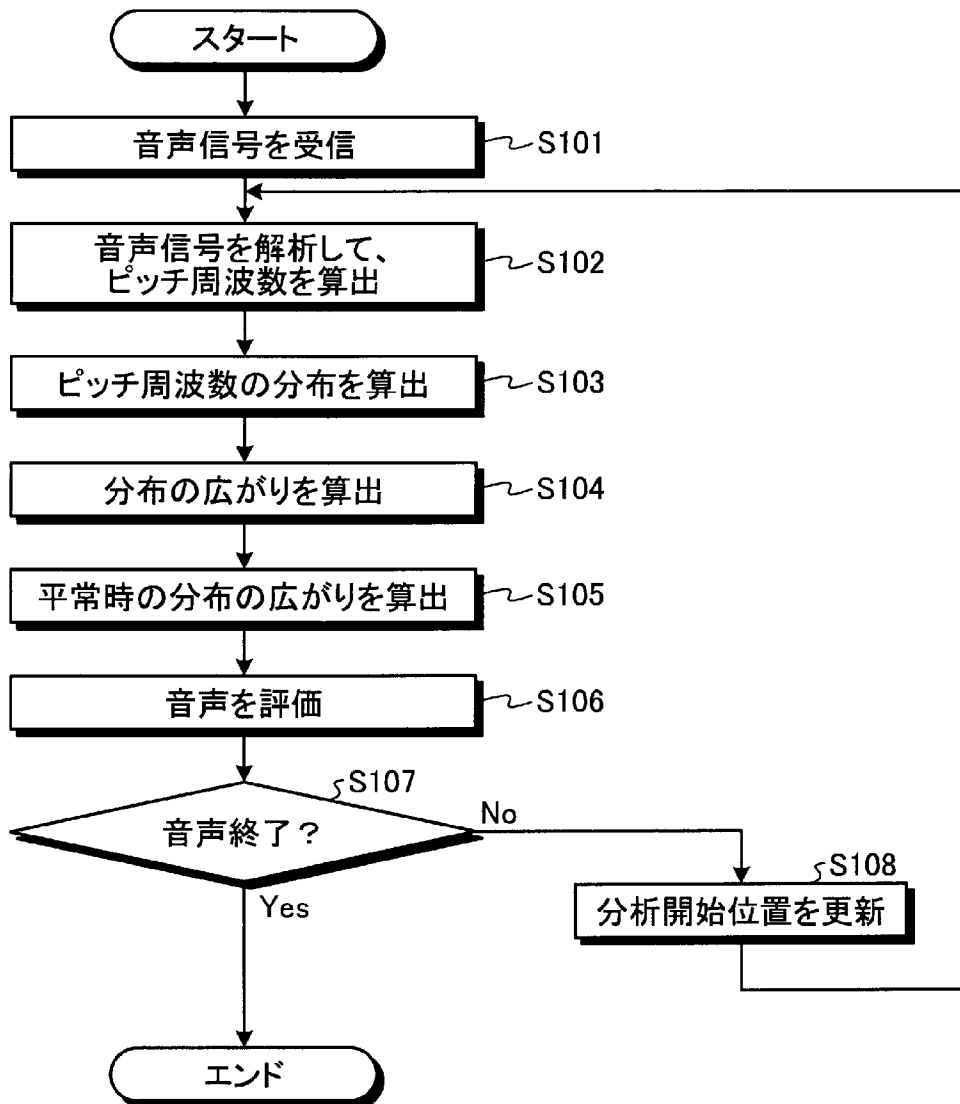 スタート
音声信号を受信
S101
音声信号を解析して、
ピッチ周波数を算出
S102
ピッチ周波数の分布を算出
S103
分布の広がりを算出
S104
平常時の分布の広がりを算出
S105
音声を評価
S106
S107
音声終了?
No
Yes
S108
分析開始位置を更新
エンド